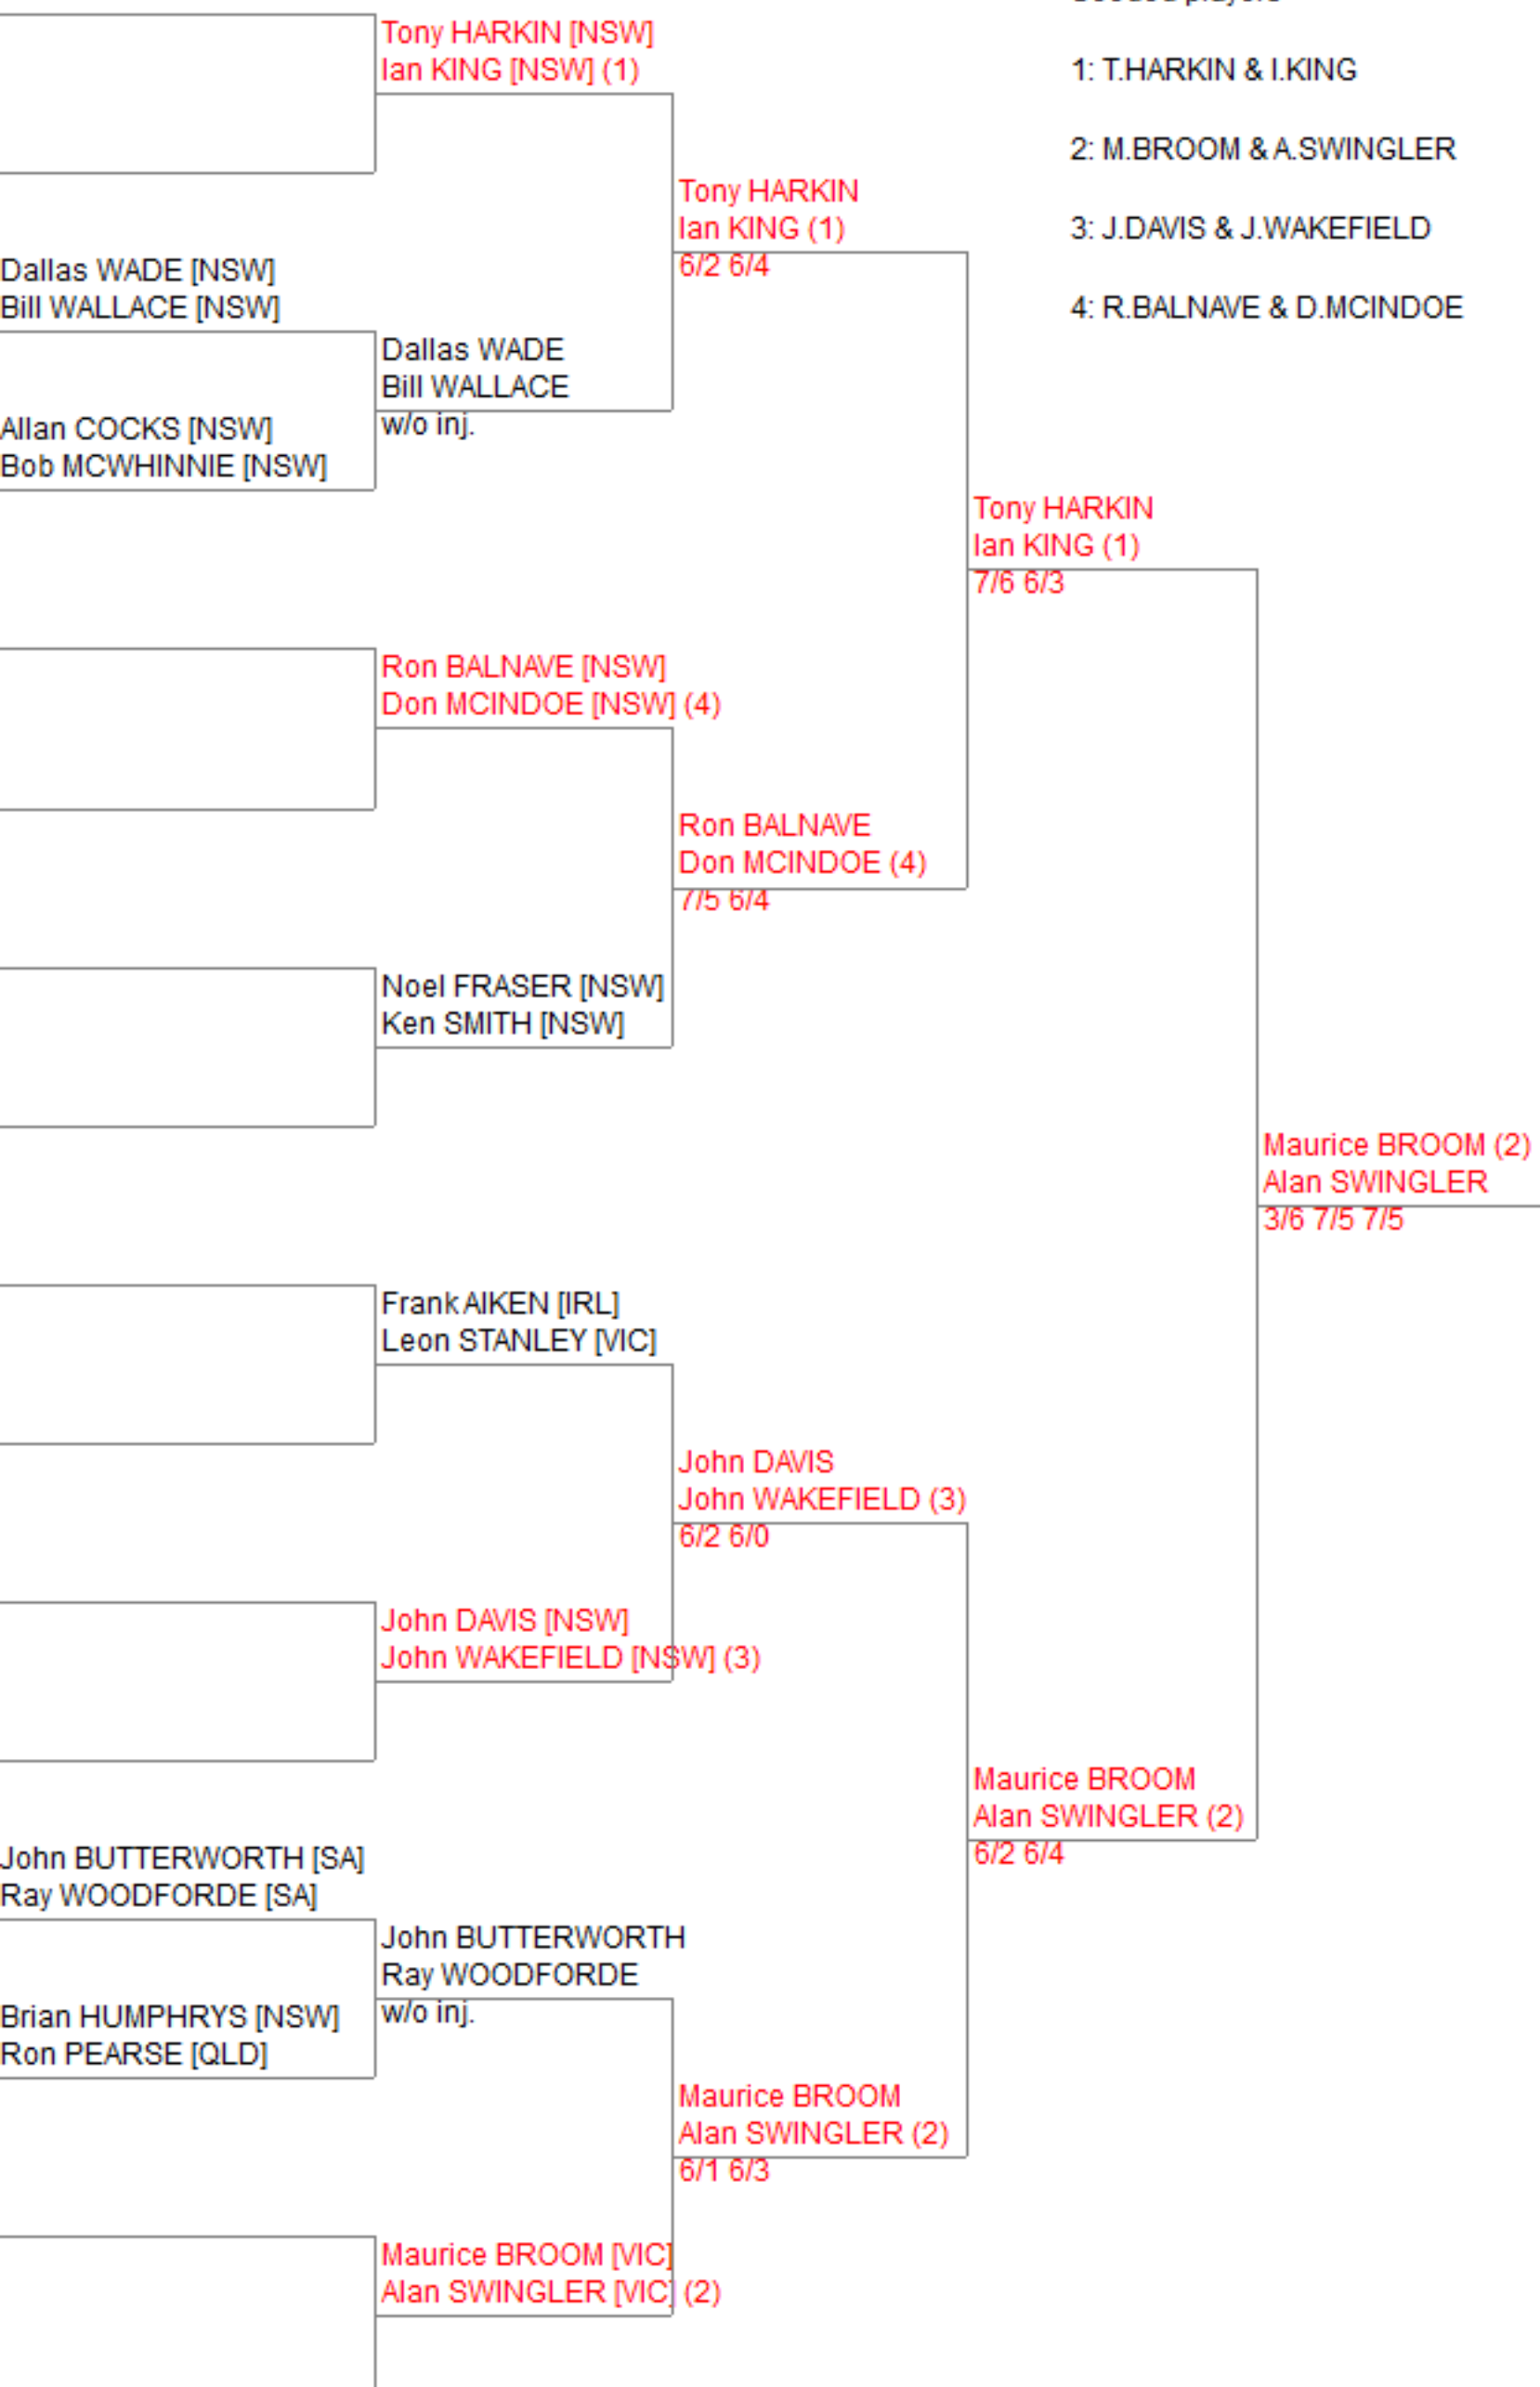 Tony HARKIN [NSW]
Ian KING [NSW] (1)
1: T.HARKIN & I.KING
2: M.BROOM & A.SWINGLER
3: J.DAVIS & J.WAKEFIELD
4: R.BALNAVE & D.MCINDOE
Tony HARKIN
Ian KING (1)
6/2 6/4
Dallas WADE [NSW]
Bill WALLACE [NSW]
Dallas WADE
Bill WALLACE
w/o inj.
Allan COCKS [NSW]
Bob MCWHINNIE [NSW]
Tony HARKIN
Ian KING (1)
7/6 6/3
Ron BALNAVE [NSW]
Don MCINDOE [NSW] (4)
Ron BALNAVE
Don MCINDOE (4)
7/5 6/4
Noel FRASER [NSW]
Ken SMITH [NSW]
Maurice BROOM (2)
Alan SWINGLER
3/6 7/5 7/5
Frank AIKEN [IRL]
Leon STANLEY [VIC]
John DAVIS
John WAKEFIELD (3)
6/2 6/0
John DAVIS [NSW]
John WAKEFIELD [NSW] (3)
Maurice BROOM
Alan SWINGLER (2)
6/2 6/4
John BUTTERWORTH [SA]
Ray WOODFORDE [SA]
John BUTTERWORTH
Ray WOODFORDE
w/o inj.
Brian HUMPHRYS [NSW]
Ron PEARSE [QLD]
Maurice BROOM
Alan SWINGLER (2)
6/1 6/3
Maurice BROOM [VIC]
Alan SWINGLER [VIC] (2)